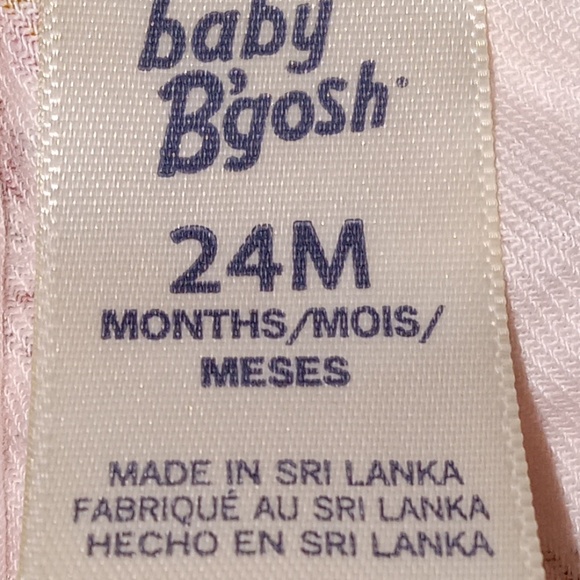 baby
B'gosh
24M
MONTHS/MOIS/
MESES
MADE IN SRI LANKA
FABRIQUÉ AU SRI LANKA
HECHO EN SRI LANKA